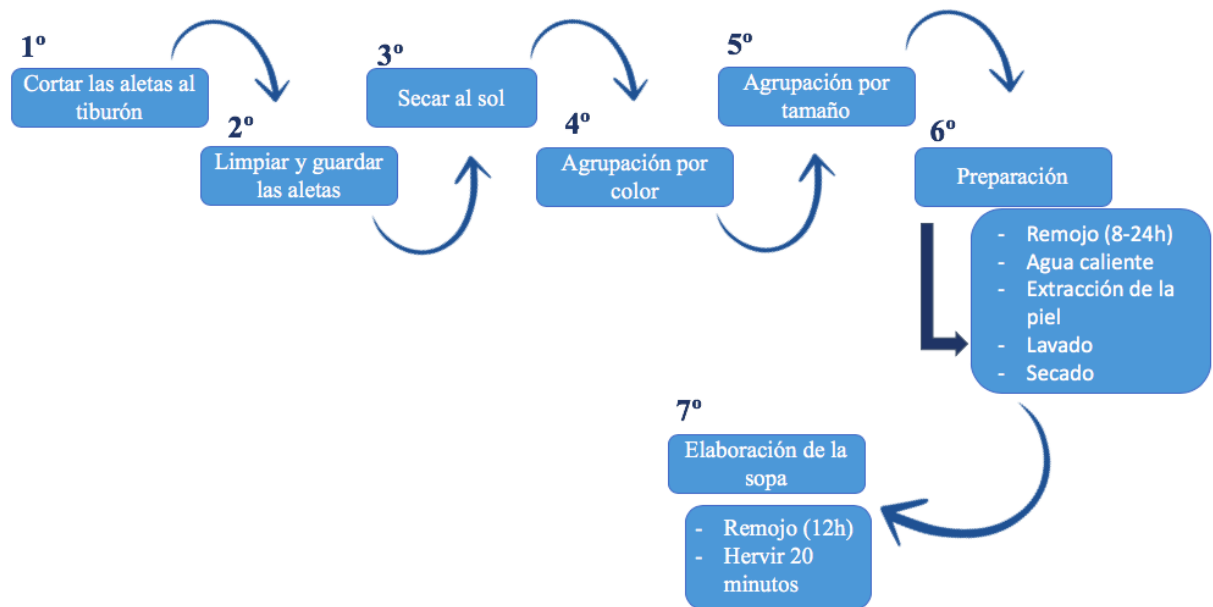 1º
Cortar las aletas al
tiburón
2º
Limpiar y guardar
las aletas
3º
Secar al sol
4º
Agrupación por
color
5º
Agrupación por
tamaño
6º
Preparación
- Remojo (8-24h)
- Agua caliente
- Extracción de la
piel
- Lavado
- Secado
7º
Elaboración de la
sopa
- Remojo (12h)
- Hervir 20
minutos